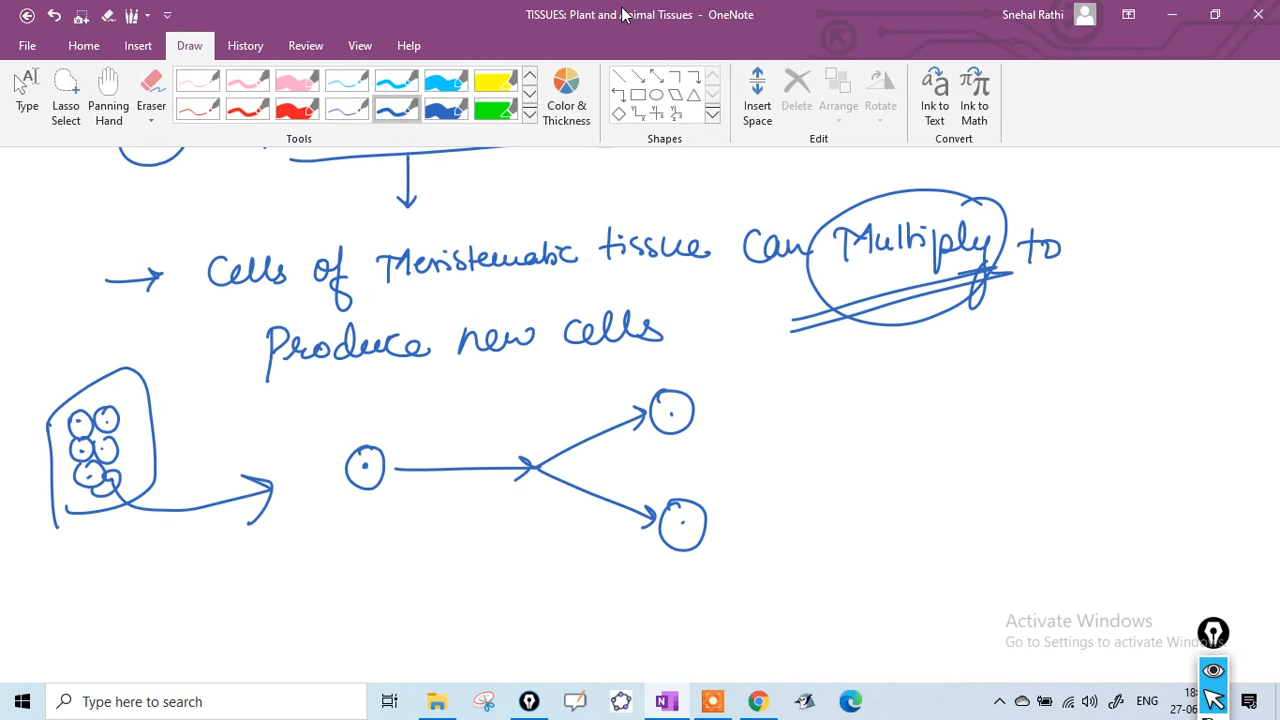 TISSUES: Plant and Animal Tissues - OneNote
Snehal Rathi
File Home Insert Draw History Review View Help
Type Lasso Select Panning Hand Eraser
Color & Thickness
Insert Space Delete Arrange Rotate
Ink to Text Ink to Math
Tools Shapes Edit Convert
→ Cells of Meristematic tissue Can Multiply to
Produce new cells
Activate Windows
Go to Settings to activate Windows.
Type here to search
ENG
18:
27-06